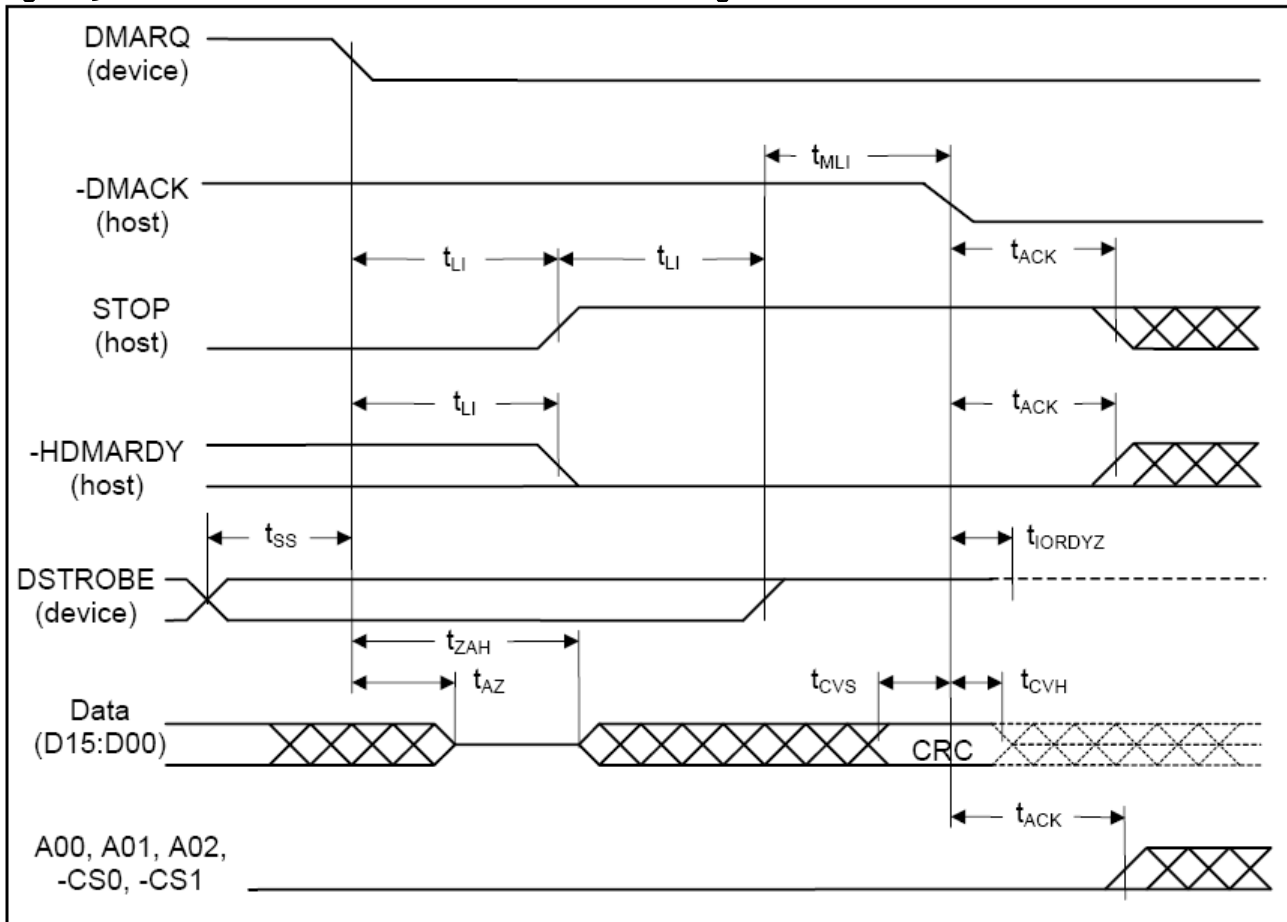 DMARQ
(device)
tMLI
-DMACK
(host)
tLI
tLI
tACK
STOP
(host)
tLI
tACK
-HDMARDY
(host)
tSS
tIORDYZ
DSTROBE
(device)
tZAH
tAZ
tCVS
tCVH
Data
(D15:D00)
CRC
tACK
A00, A01, A02,
-CS0, -CS1